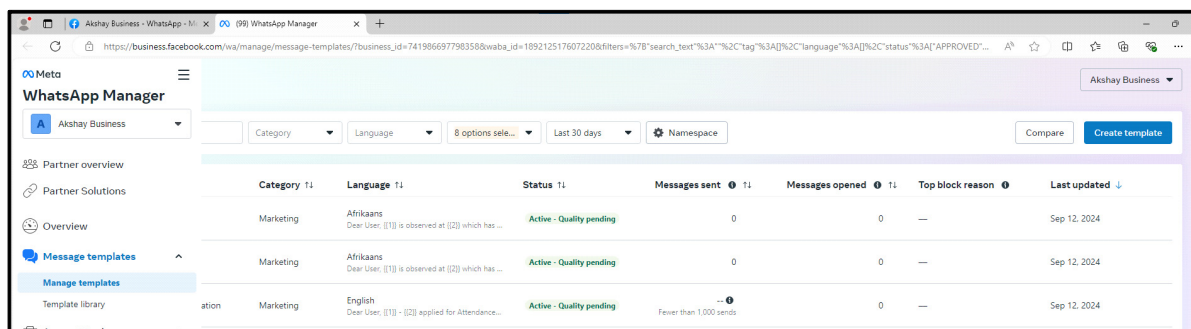 Akshay Business - WhatsApp - M
(99) WhatsApp Manager
https://business.facebook.com/wa/manage/message-templates/?business_id=741986697798358&waba_id=189212517607220&filters=%7B"search_text"%3A""%2C"tag"%3A[]%2C"language"%3A[]%2C"status"%3A["APPROVED"...
Meta
WhatsApp Manager
Akshay Business
A Akshay Business
Category
Language
8 options sele...
Last 30 days
Namespace
Compare
Create template
Partner overview
Partner Solutions
Overview
Message templates
Manage templates
Template library
Category ↑↓ Language ↑↓ Status ↑↓ Messages sent ↑↓ Messages opened ↑↓ Top block reason Last updated ↓
Marketing Afrikaans Active - Quality pending 0 0 — Sep 12, 2024
Dear User, {{1}} is observed at {{2}} which has ...
Marketing Afrikaans Active - Quality pending 0 0 — Sep 12, 2024
Dear User, {{1}} is observed at {{2}} which has ...
ation Marketing English Active - Quality pending -- 0 — Sep 12, 2024
Dear User, {{1}} - {{2}} applied for Attendance... Fewer than 1,000 sends